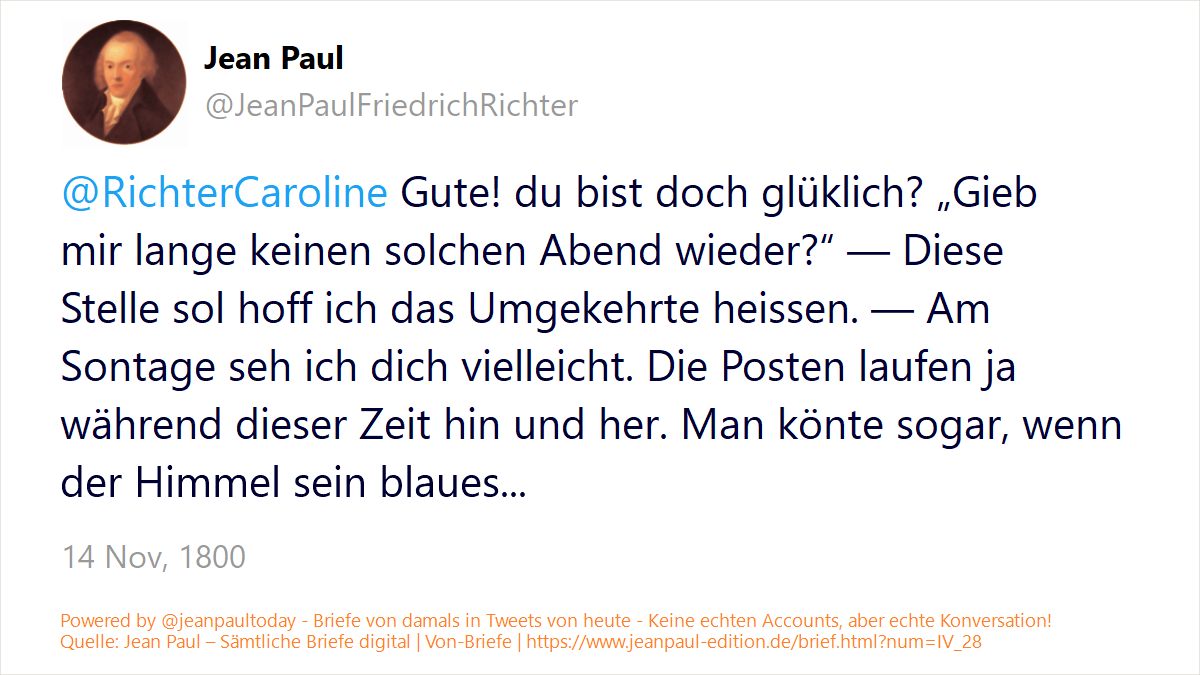 Jean Paul
@JeanPaulFriedrichRichter
@RichterCaroline Gute! du bist doch glüklich? „Gieb
mir lange keinen solchen Abend wieder?“ — Diese
Stelle sol hoff ich das Umgekehrte heissen. — Am
Sontage seh ich dich vielleicht. Die Posten laufen ja
während dieser Zeit hin und her. Man könte sogar, wenn
der Himmel sein blaues...
14 Nov, 1800
Powered by @jeanpaultoday - Briefe von damals in Tweets von heute - Keine echten Accounts, aber echte Konversation!
Quelle: Jean Paul – Sämtliche Briefe digital | Von-Briefe | https://www.jeanpaul-edition.de/brief.html?num=IV_28